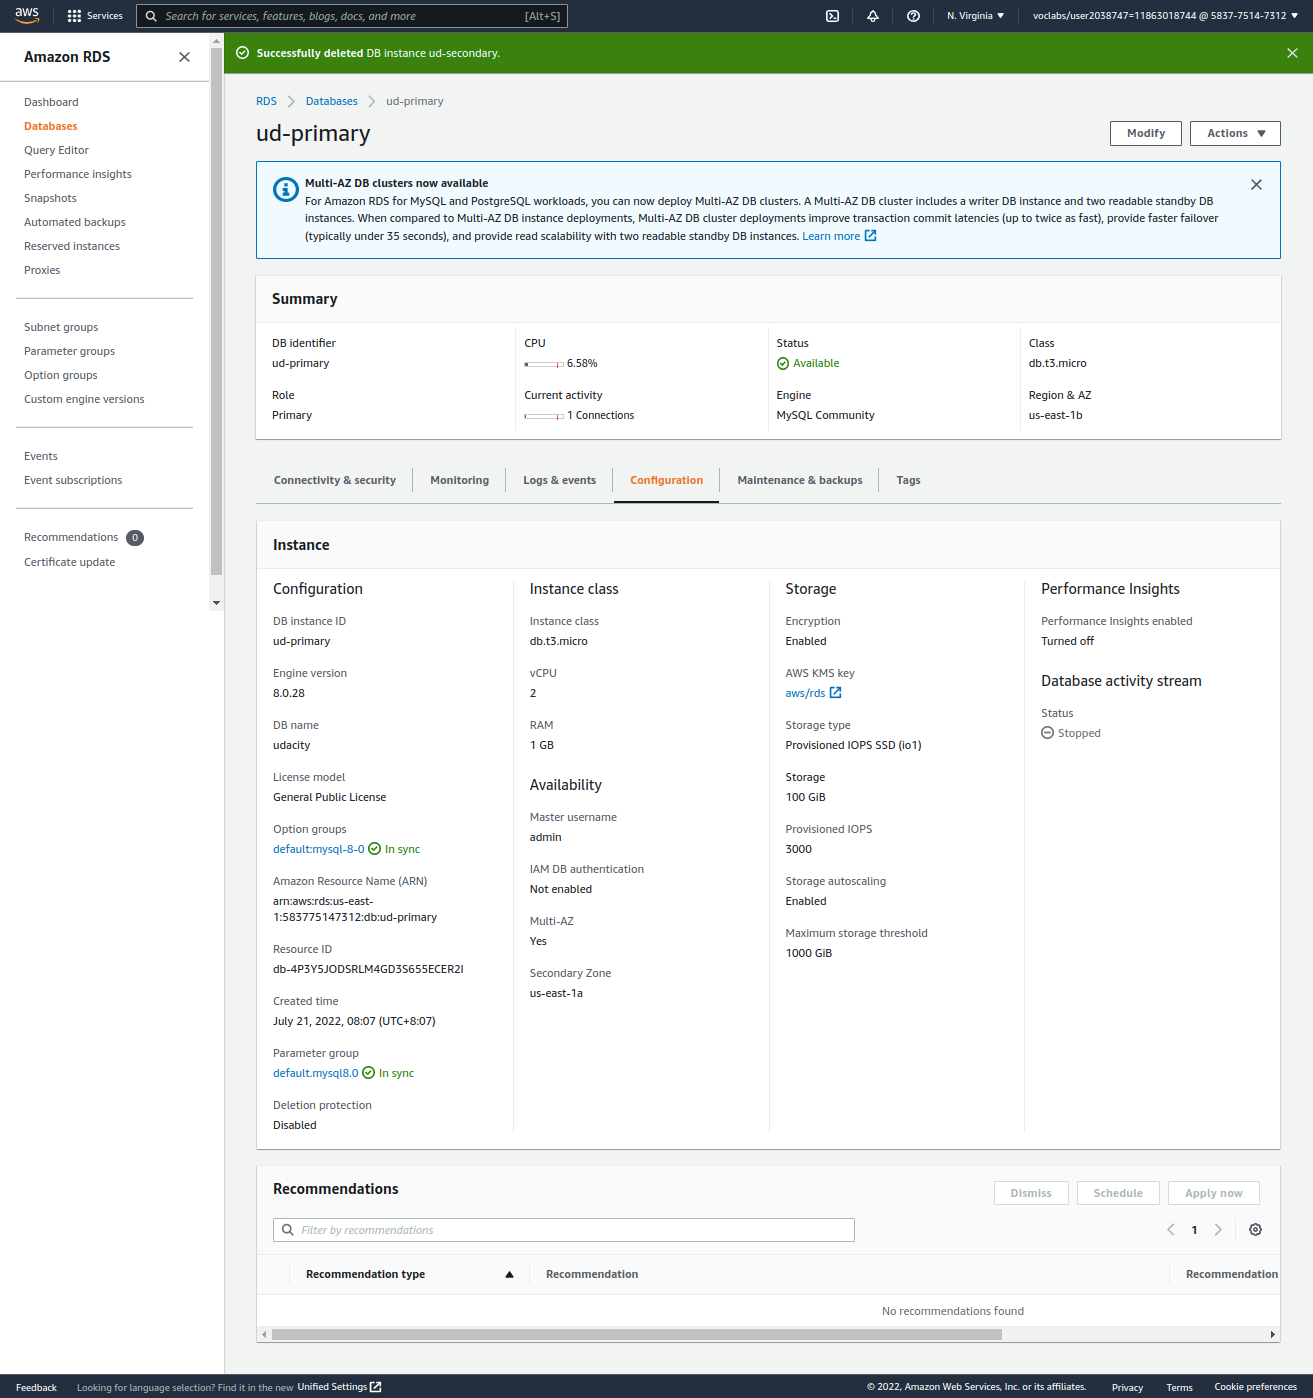 aws
Services
Search for services, features, blogs, docs, and more
[Alt+S]
N. Virginia
voclabs/user2038747=11863018744 @ 5837-7514-7312
Amazon RDS
Dashboard
Databases
Query Editor
Performance insights
Snapshots
Automated backups
Reserved instances
Proxies
Subnet groups
Parameter groups
Option groups
Custom engine versions
Events
Event subscriptions
Recommendations 0
Certificate update
Successfully deleted DB instance ud-secondary.
RDS
Databases
ud-primary
ud-primary
Modify
Actions
Multi-AZ DB clusters now available
For Amazon RDS for MySQL and PostgreSQL workloads, you can now deploy Multi-AZ DB clusters. A Multi-AZ DB cluster includes a writer DB instance and two readable standby DB
instances. When compared to Multi-AZ DB instance deployments, Multi-AZ DB cluster deployments improve transaction commit latencies (up to twice as fast), provide faster failover
(typically under 35 seconds), and provide read scalability with two readable standby DB instances. Learn more
Summary
DB identifier
ud-primary
CPU
6.58%
Status
Available
Class
db.t3.micro
Role
Primary
Current activity
1 Connections
Engine
MySQL Community
Region & AZ
us-east-1b
Connectivity & security
Monitoring
Logs & events
Configuration
Maintenance & backups
Tags
Instance
Configuration
DB instance ID
ud-primary
Engine version
8.0.28
DB name
udacity
License model
General Public License
Option groups
default:mysql-8-0 In sync
Amazon Resource Name (ARN)
arn:aws:rds:us-east-
1:583775147312:db:ud-primary
Resource ID
db-4P3Y5JODSRLM4GD3S655ECER2I
Created time
July 21, 2022, 08:07 (UTC+8:07)
Parameter group
default.mysql8.0 In sync
Deletion protection
Disabled
Instance class
Instance class
db.t3.micro
vCPU
2
RAM
1 GB
Availability
Master username
admin
IAM DB authentication
Not enabled
Multi-AZ
Yes
Secondary Zone
us-east-1a
Storage
Encryption
Enabled
AWS KMS key
aws/rds
Storage type
Provisioned IOPS SSD (io1)
Storage
100 GiB
Provisioned IOPS
3000
Storage autoscaling
Enabled
Maximum storage threshold
1000 GiB
Performance Insights
Performance Insights enabled
Turned off
Database activity stream
Status
Stopped
Recommendations
Dismiss
Schedule
Apply now
Filter by recommendations
1
Recommendation type
Recommendation
Recommendation
No recommendations found
Feedback
Looking for language selection? Find it in the new Unified Settings
© 2022, Amazon Web Services, Inc. or its affiliates.
Privacy
Terms
Cookie preferences